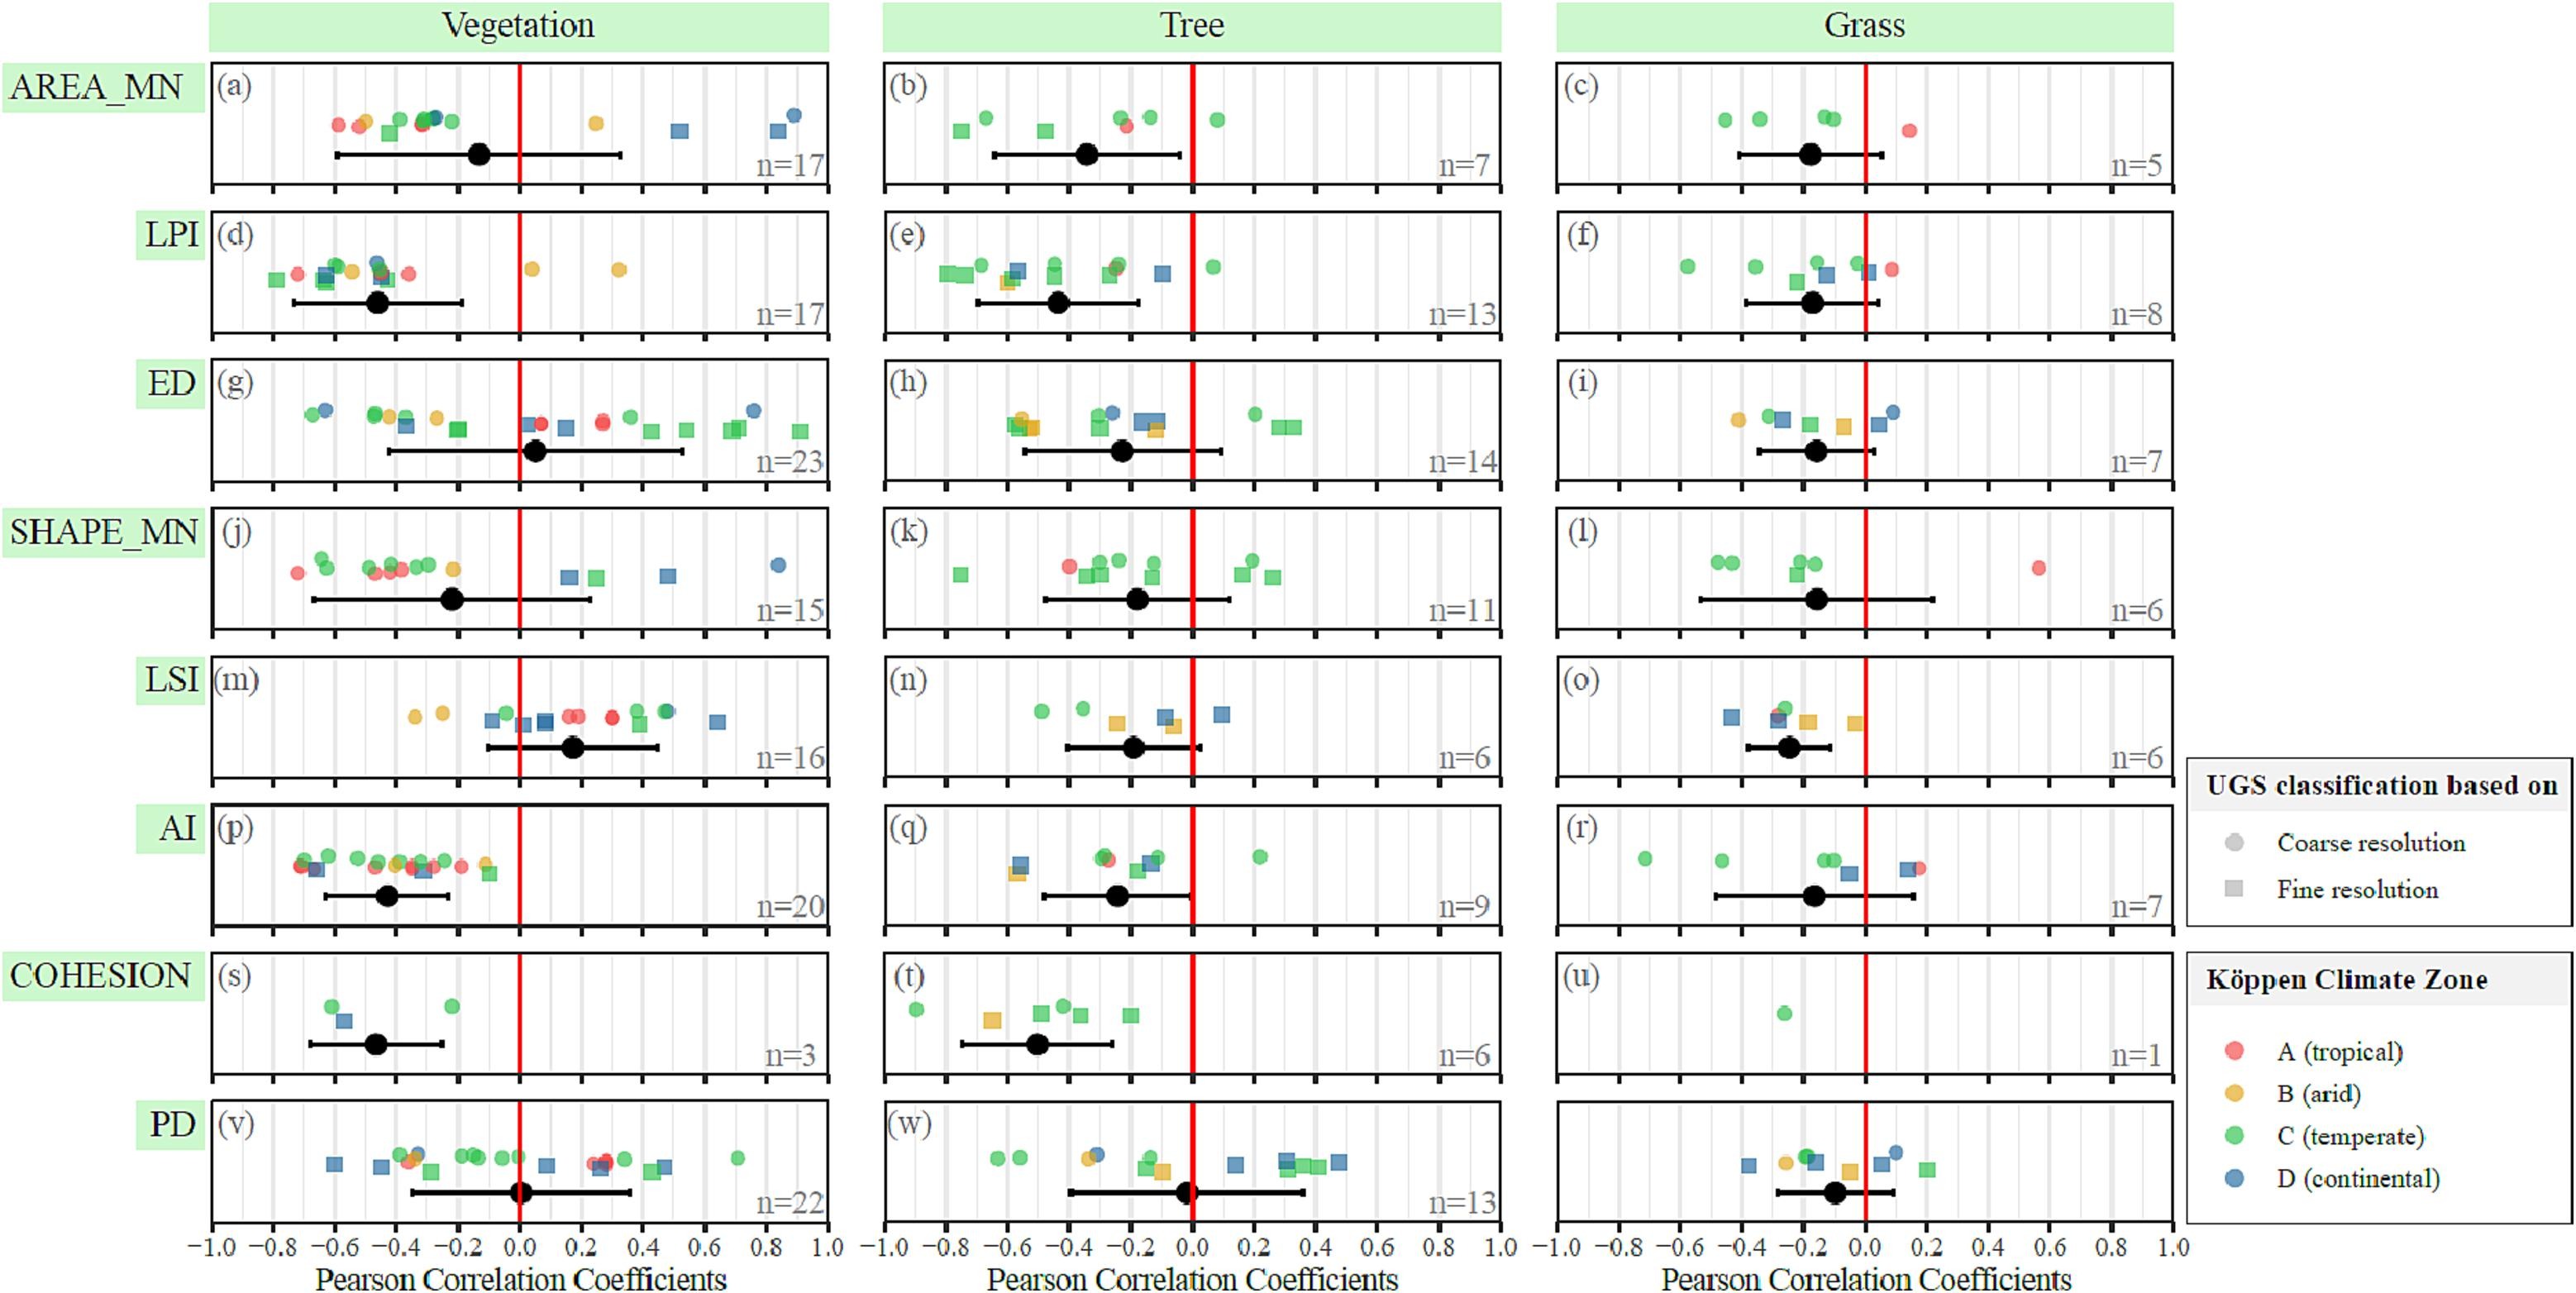 Vegetation Tree Grass
AREA_MN (a) n=17 (b) n=7 (c) n=5
LPI (d) n=17 (e) n=13 (f) n=8
ED (g) n=23 (h) n=14 (i) n=7
SHAPE_MN (j) n=15 (k) n=11 (l) n=6
LSI (m) n=16 (n) n=6 (o) n=6
AI (p) n=20 (q) n=9 (r) n=7
COHESION (s) n=3 (t) n=6 (u) n=1
PD (v) n=22 (w) n=13
−1.0 −0.8 −0.6 −0.4 −0.2 0.0 0.2 0.4 0.6 0.8 1.0 −1.0 −0.8 −0.6 −0.4 −0.2 0.0 0.2 0.4 0.6 0.8 1.0 −1.0 −0.8 −0.6 −0.4 −0.2 0.0 0.2 0.4 0.6 0.8 1.0
Pearson Correlation Coefficients Pearson Correlation Coefficients Pearson Correlation Coefficients
UGS classification based on
Coarse resolution
Fine resolution
Köppen Climate Zone
A (tropical)
B (arid)
C (temperate)
D (continental)